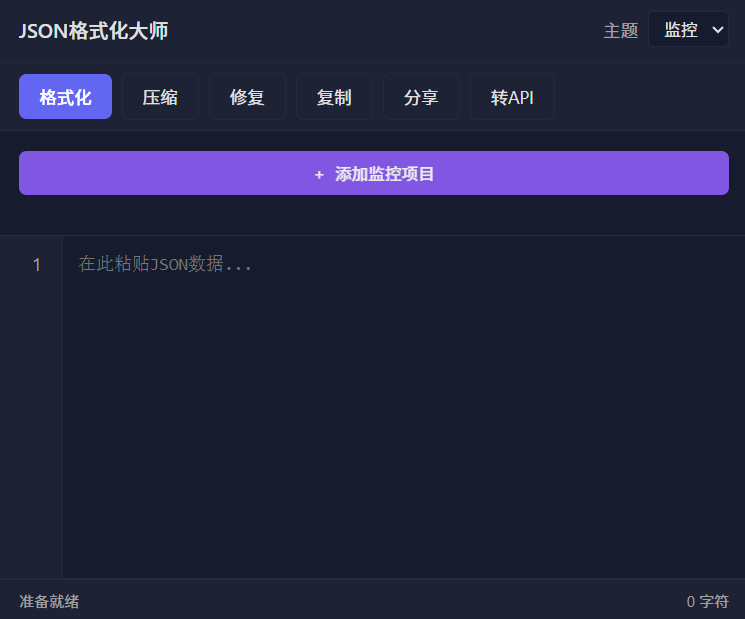 JSON格式化大师 主题 监控
格式化 压缩 修复 复制 分享 转API
+ 添加监控项目
1 在此粘贴JSON数据...
准备就绪 0 字符